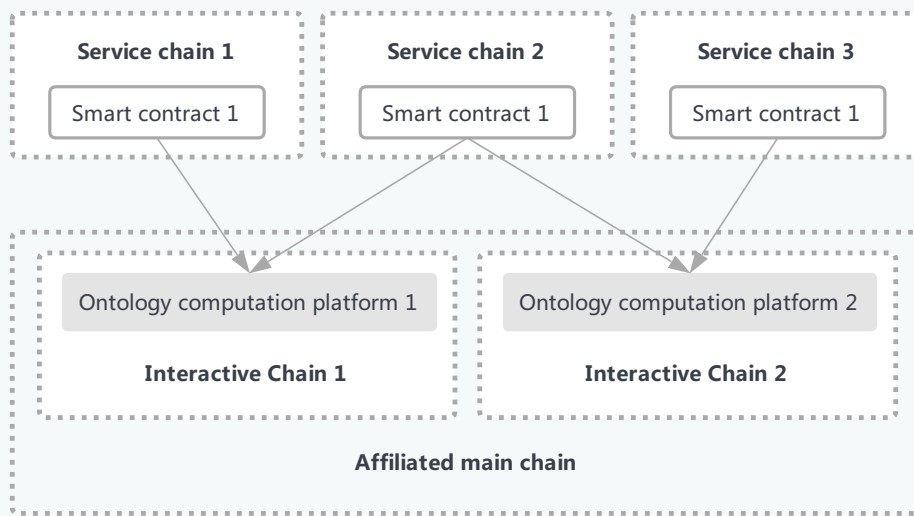 Service chain 1
Service chain 2
Service chain 3
Smart contract 1
Smart contract 1
Smart contract 1
Ontology computation platform 1
Ontology computation platform 2
Interactive Chain 1
Interactive Chain 2
Affiliated main chain